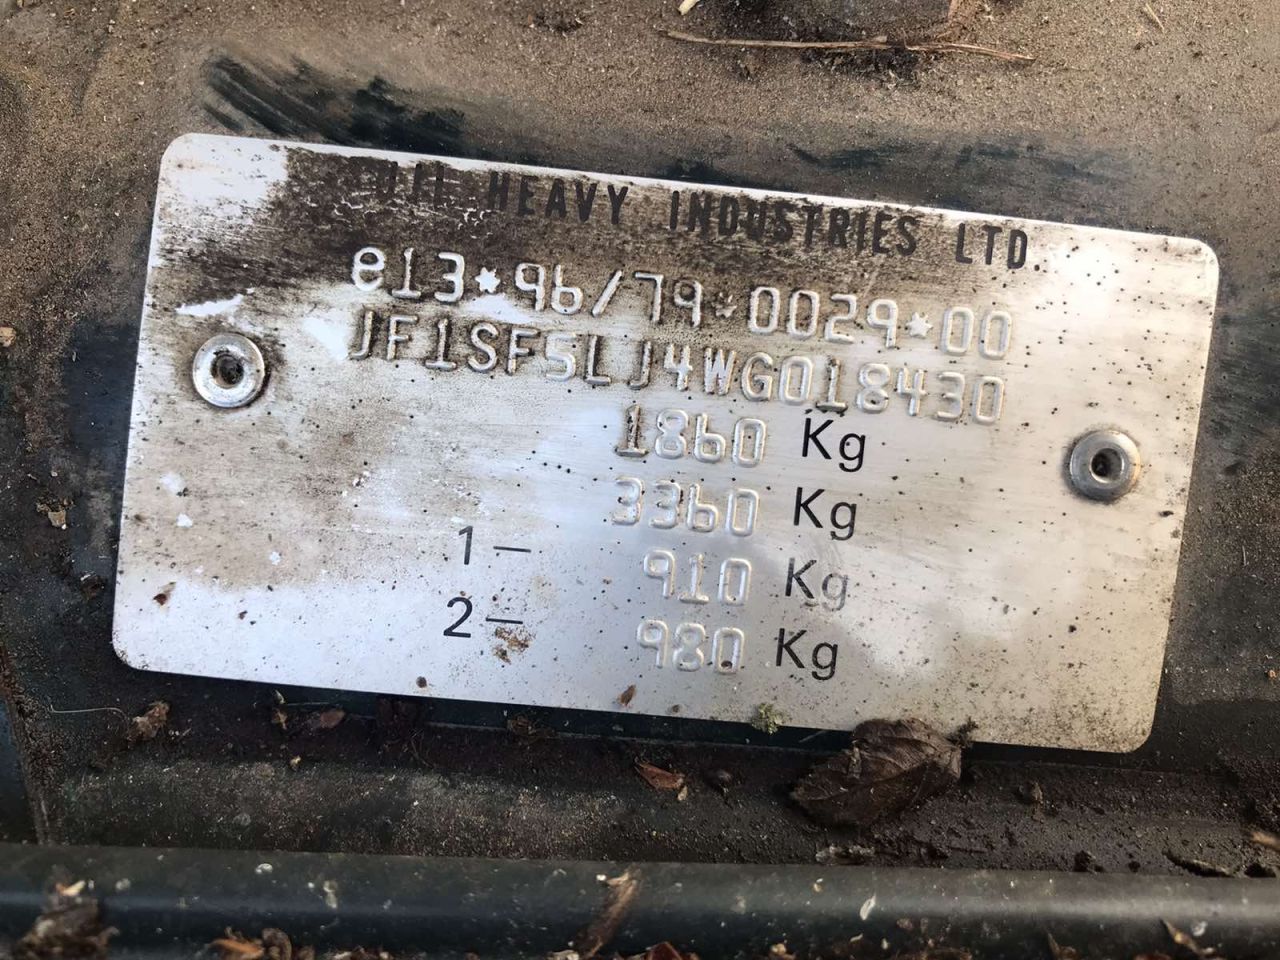 UJI HEAVY INDUSTRIES LTD.
e13*96/79*0029*00
JF1SF5LJ4WG018430
1860 Kg
3360 Kg
1- 910 Kg
2- 980 Kg